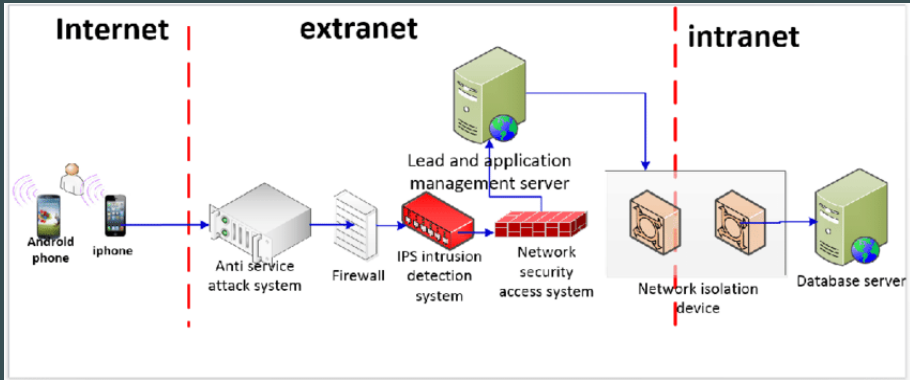 Internet
extranet
intranet
Lead and application
management server
Android
phone
iphone
Anti service
attack system
Firewall
IPS intrusion
detection
system
Network
security
access system
Network isolation
device
Database server